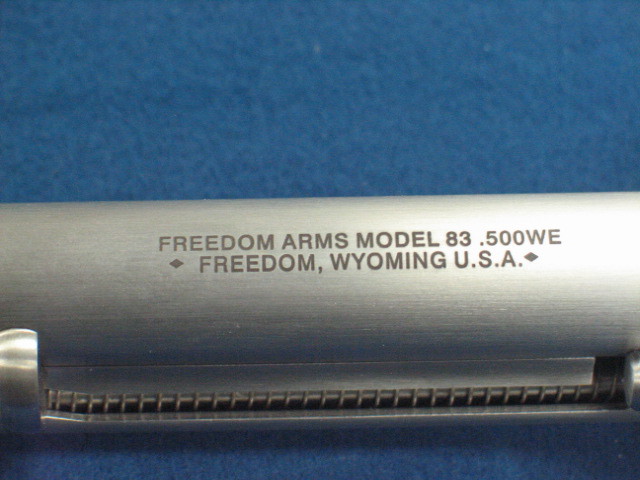 FREEDOM ARMS MODEL 83 .500WE
◆ FREEDOM, WYOMING U.S.A.◆